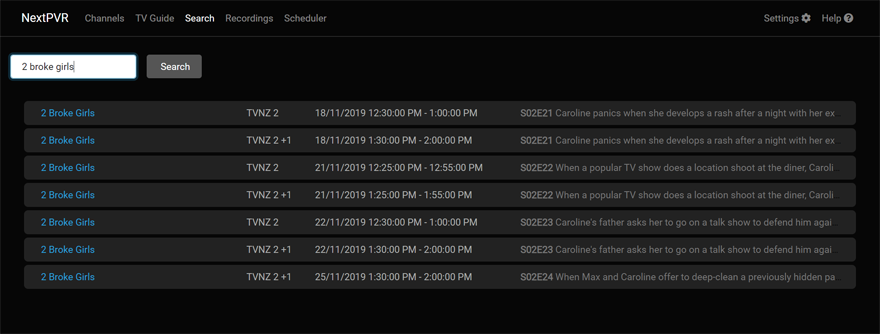 NextPVR Channels TV Guide Search Recordings Scheduler Settings Help
2 broke girls Search
2 Broke Girls TVNZ 2 18/11/2019 12:30:00 PM - 1:00:00 PM S02E21 Caroline panics when she develops a rash after a night with her ex
2 Broke Girls TVNZ 2 +1 18/11/2019 1:30:00 PM - 2:00:00 PM S02E21 Caroline panics when she develops a rash after a night with her ex
2 Broke Girls TVNZ 2 21/11/2019 12:25:00 PM - 12:55:00 PM S02E22 When a popular TV show does a location shoot at the diner, Caroli
2 Broke Girls TVNZ 2 +1 21/11/2019 1:25:00 PM - 1:55:00 PM S02E22 When a popular TV show does a location shoot at the diner, Caroli
2 Broke Girls TVNZ 2 22/11/2019 12:30:00 PM - 1:00:00 PM S02E23 Caroline's father asks her to go on a talk show to defend him agai
2 Broke Girls TVNZ 2 +1 22/11/2019 1:30:00 PM - 2:00:00 PM S02E23 Caroline's father asks her to go on a talk show to defend him agai
2 Broke Girls TVNZ 2 +1 25/11/2019 1:30:00 PM - 2:00:00 PM S02E24 When Max and Caroline offer to deep-clean a previously hidden pa